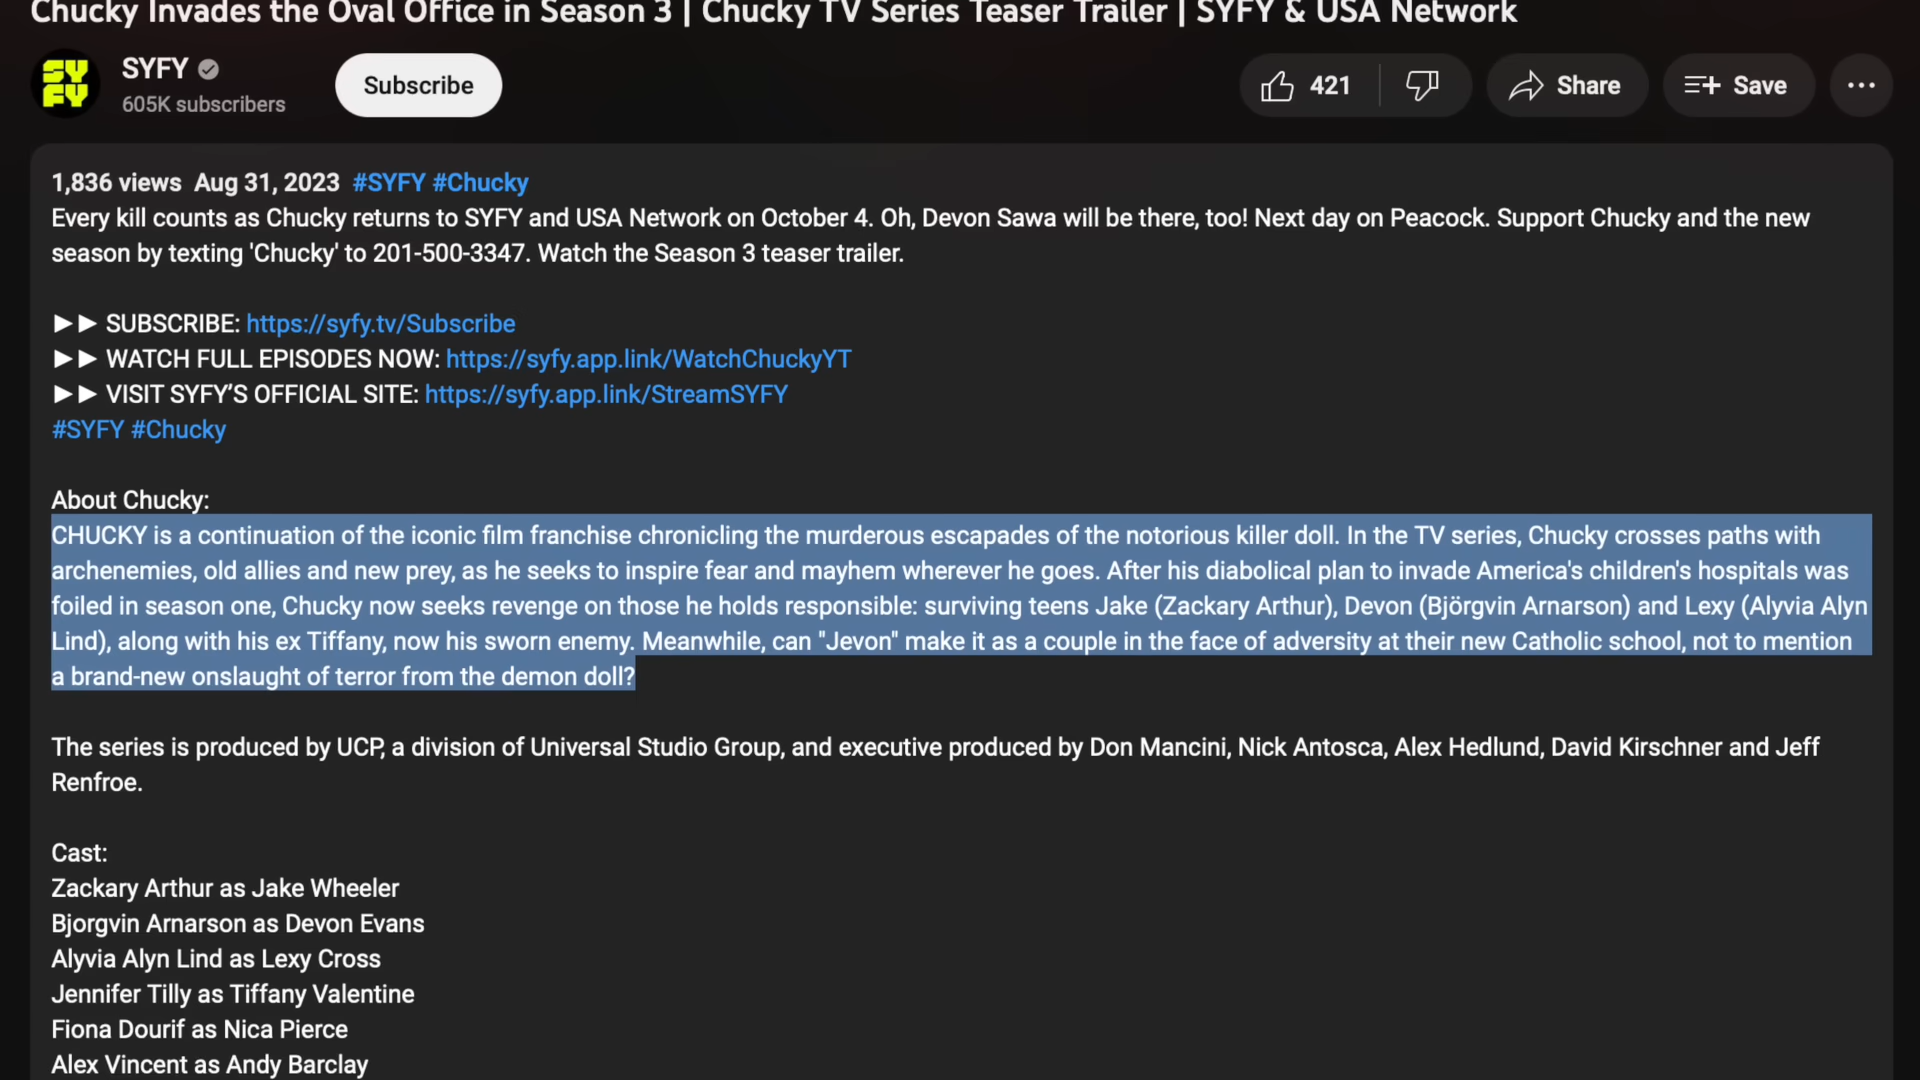 Chucky Invades the Oval Office in Season 3 | Chucky TV Series Teaser Trailer | SYFY & USA Network
SY
FY
SYFY
605K subscribers
Subscribe
421
Share
Save
1,836 views Aug 31, 2023 #SYFY #Chucky
Every kill counts as Chucky returns to SYFY and USA Network on October 4. Oh, Devon Sawa will be there, too! Next day on Peacock. Support Chucky and the new
season by texting 'Chucky' to 201-500-3347. Watch the Season 3 teaser trailer.
►► SUBSCRIBE: https://syfy.tv/Subscribe
►► WATCH FULL EPISODES NOW: https://syfy.app.link/WatchChuckyYT
►► VISIT SYFY’S OFFICIAL SITE: https://syfy.app.link/StreamSYFY
#SYFY #Chucky
About Chucky:
CHUCKY is a continuation of the iconic film franchise chronicling the murderous escapades of the notorious killer doll. In the TV series, Chucky crosses paths with
archenemies, old allies and new prey, as he seeks to inspire fear and mayhem wherever he goes. After his diabolical plan to invade America's children's hospitals was
foiled in season one, Chucky now seeks revenge on those he holds responsible: surviving teens Jake (Zackary Arthur), Devon (Björgvin Arnarson) and Lexy (Alyvia Alyn
Lind), along with his ex Tiffany, now his sworn enemy. Meanwhile, can "Jevon" make it as a couple in the face of adversity at their new Catholic school, not to mention
a brand-new onslaught of terror from the demon doll?
The series is produced by UCP, a division of Universal Studio Group, and executive produced by Don Mancini, Nick Antosca, Alex Hedlund, David Kirschner and Jeff
Renfroe.
Cast:
Zackary Arthur as Jake Wheeler
Bjorgvin Arnarson as Devon Evans
Alyvia Alyn Lind as Lexy Cross
Jennifer Tilly as Tiffany Valentine
Fiona Dourif as Nica Pierce
Alex Vincent as Andy Barclay